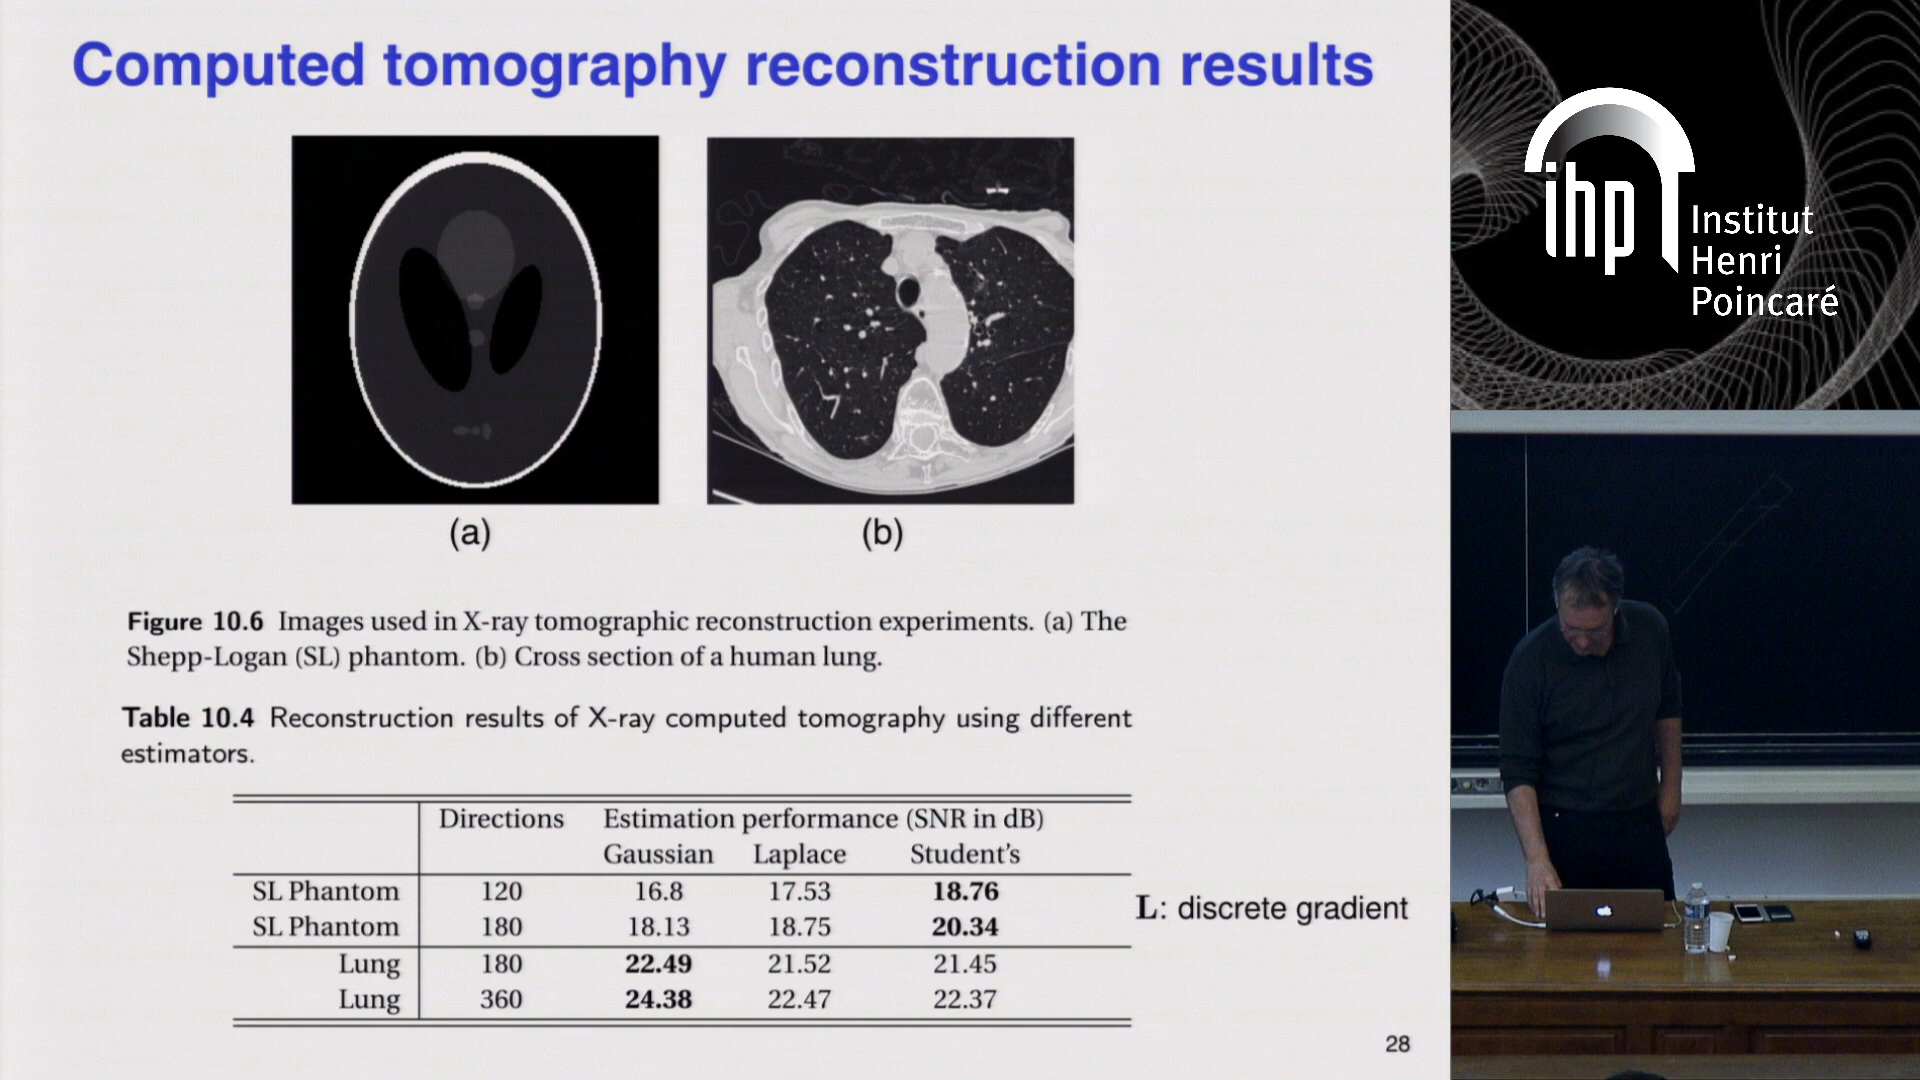 Computed tomography reconstruction results
(a)
(b)
Figure 10.6 Images used in X-ray tomographic reconstruction experiments. (a) The
Shepp-Logan (SL) phantom. (b) Cross section of a human lung.
Table 10.4 Reconstruction results of X-ray computed tomography using different
estimators.
Directions Estimation performance (SNR in dB)
Gaussian Laplace Student's
SL Phantom 120 16.8 17.53 18.76
SL Phantom 180 18.13 18.75 20.34
Lung 180 22.49 21.52 21.45
Lung 360 24.38 22.47 22.37
L: discrete gradient
28
ihp
Institut
Henri
Poincaré